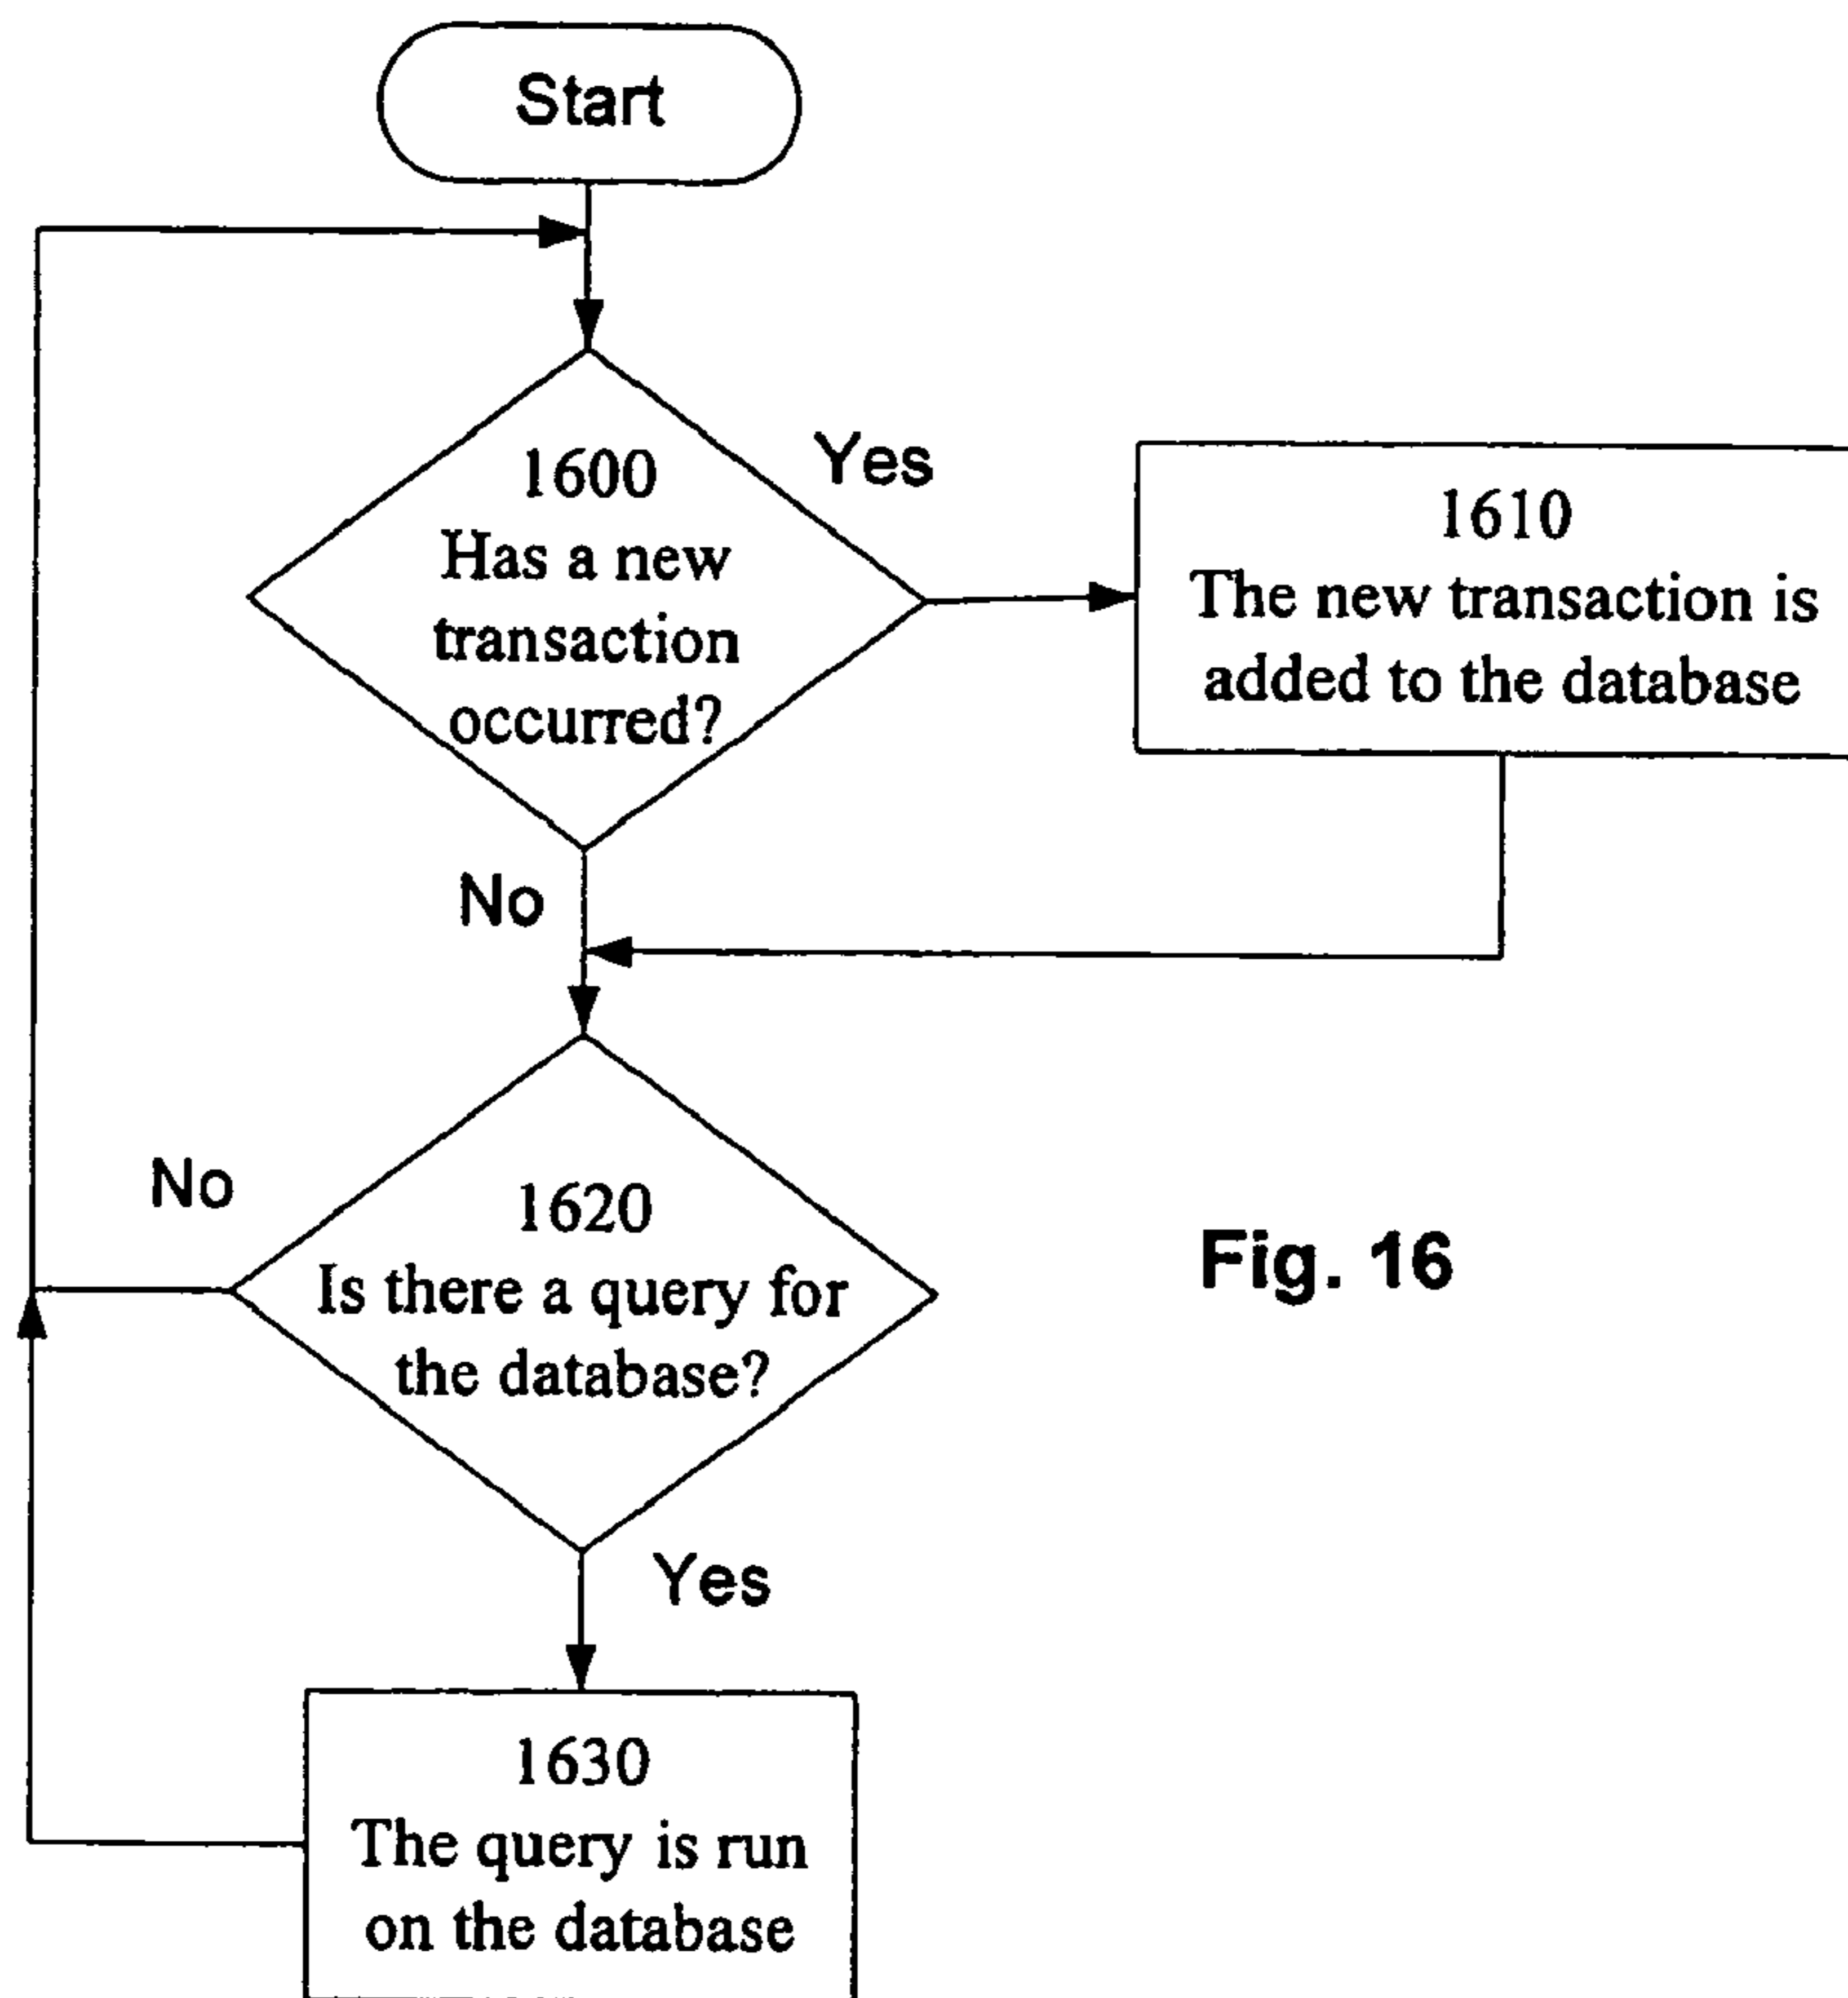 Start
1600
Has a new
transaction
occurred?
Yes
1610
The new transaction is
added to the database
No
No
1620
Is there a query for
the database?
Fig. 16
Yes
1630
The query is run
on the database